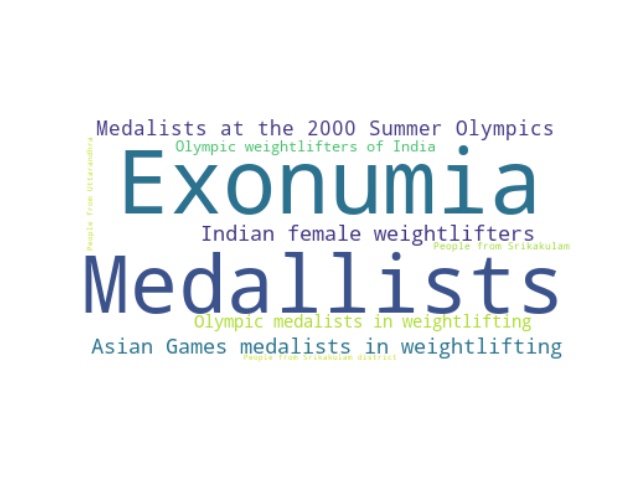 Medalists at the 2000 Summer Olympics
Olympic weightlifters of India
People from Uttarandhra
Exonumia
Indian female weightlifters
People from Srikakulam
Medallists
Olympic medalists in weightlifting
Asian Games medalists in weightlifting
People from Srikakulam district